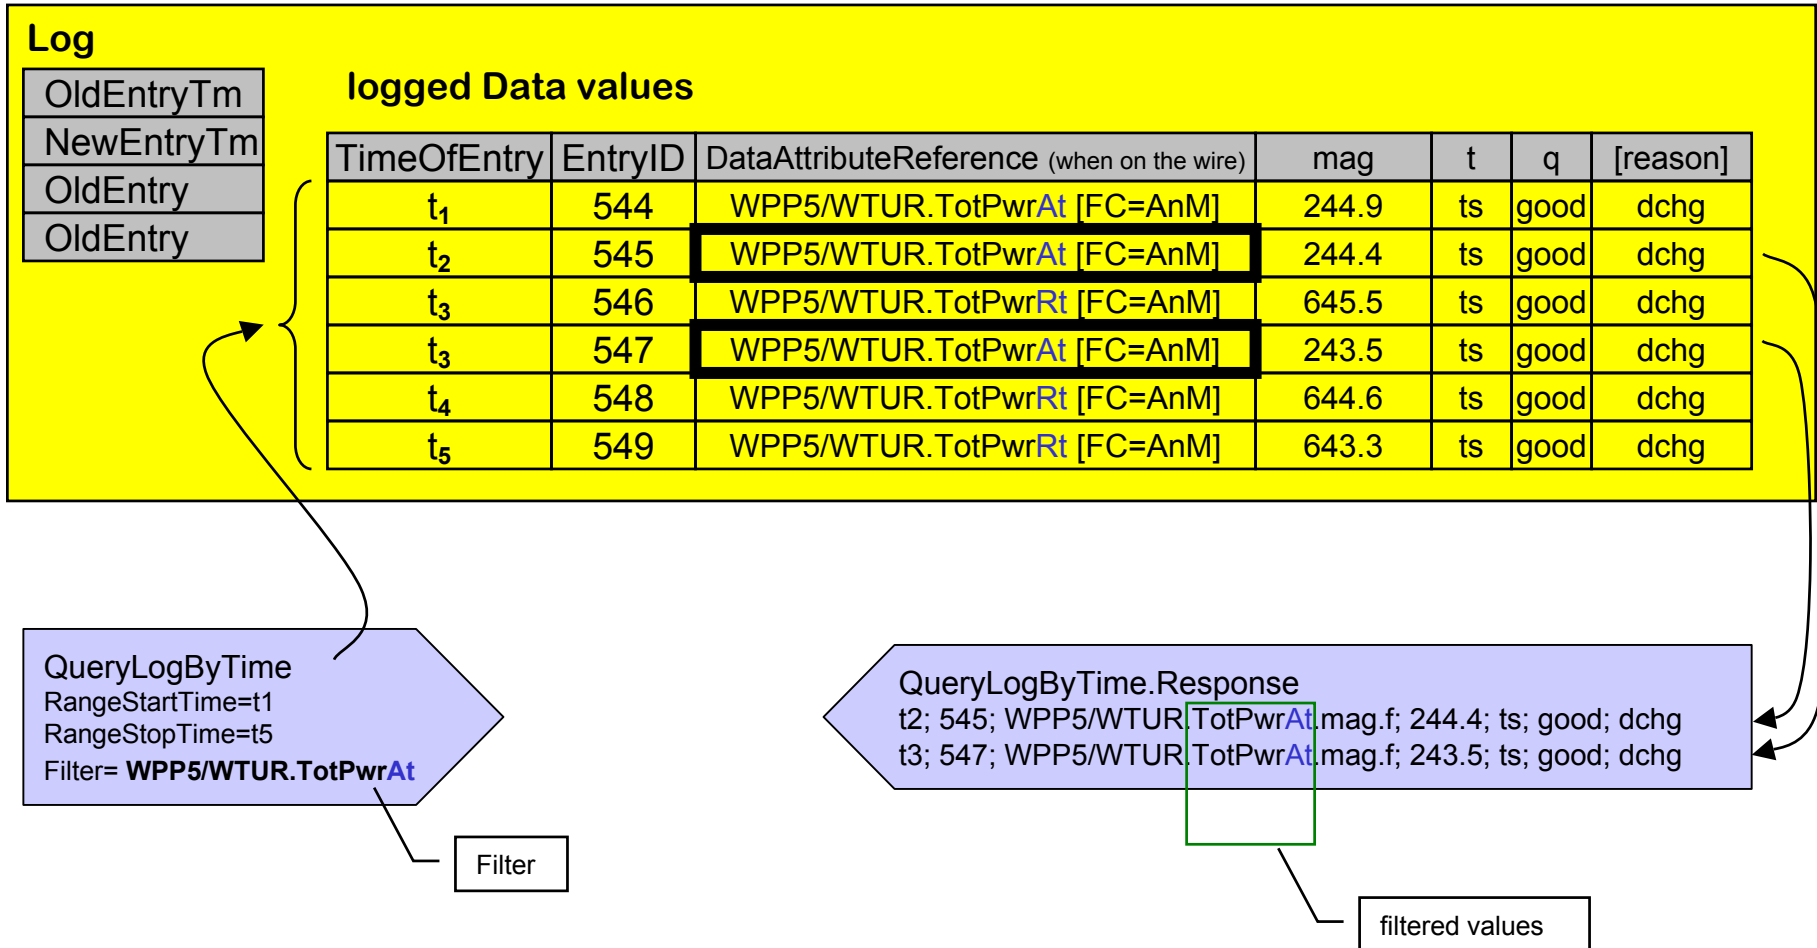 Log
OldEntryTm
NewEntryTm
OldEntry
OldEntry
logged Data values
TimeOfEntry EntryID DataAttributeReference (when on the wire) mag t q [reason]
t1 544 WPP5/WTUR.TotPwrAt [FC=AnM] 244.9 ts good dchg
t2 545 WPP5/WTUR.TotPwrAt [FC=AnM] 244.4 ts good dchg
t3 546 WPP5/WTUR.TotPwrRt [FC=AnM] 645.5 ts good dchg
t3 547 WPP5/WTUR.TotPwrAt [FC=AnM] 243.5 ts good dchg
t4 548 WPP5/WTUR.TotPwrRt [FC=AnM] 644.6 ts good dchg
t5 549 WPP5/WTUR.TotPwrRt [FC=AnM] 643.3 ts good dchg
QueryLogByTime
RangeStartTime=t1
RangeStopTime=t5
Filter= WPP5/WTUR.TotPwrAt
Filter
QueryLogByTime.Response
t2; 545; WPP5/WTUR.TotPwrAt.mag.f; 244.4; ts; good; dchg
t3; 547; WPP5/WTUR.TotPwrAt.mag.f; 243.5; ts; good; dchg
filtered values